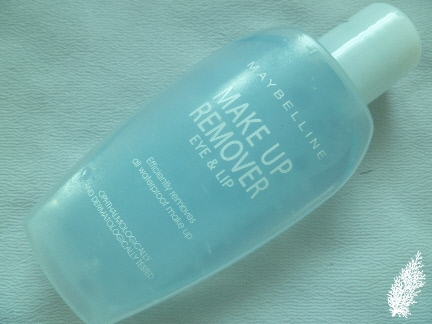 MAYBELLINE
MAKE UP
REMOVER
EYE & LIP
Efficiently removes
all waterproof make up
OPHTHALMOLOGICALLY
AND DERMATOLOGICALLY TESTED